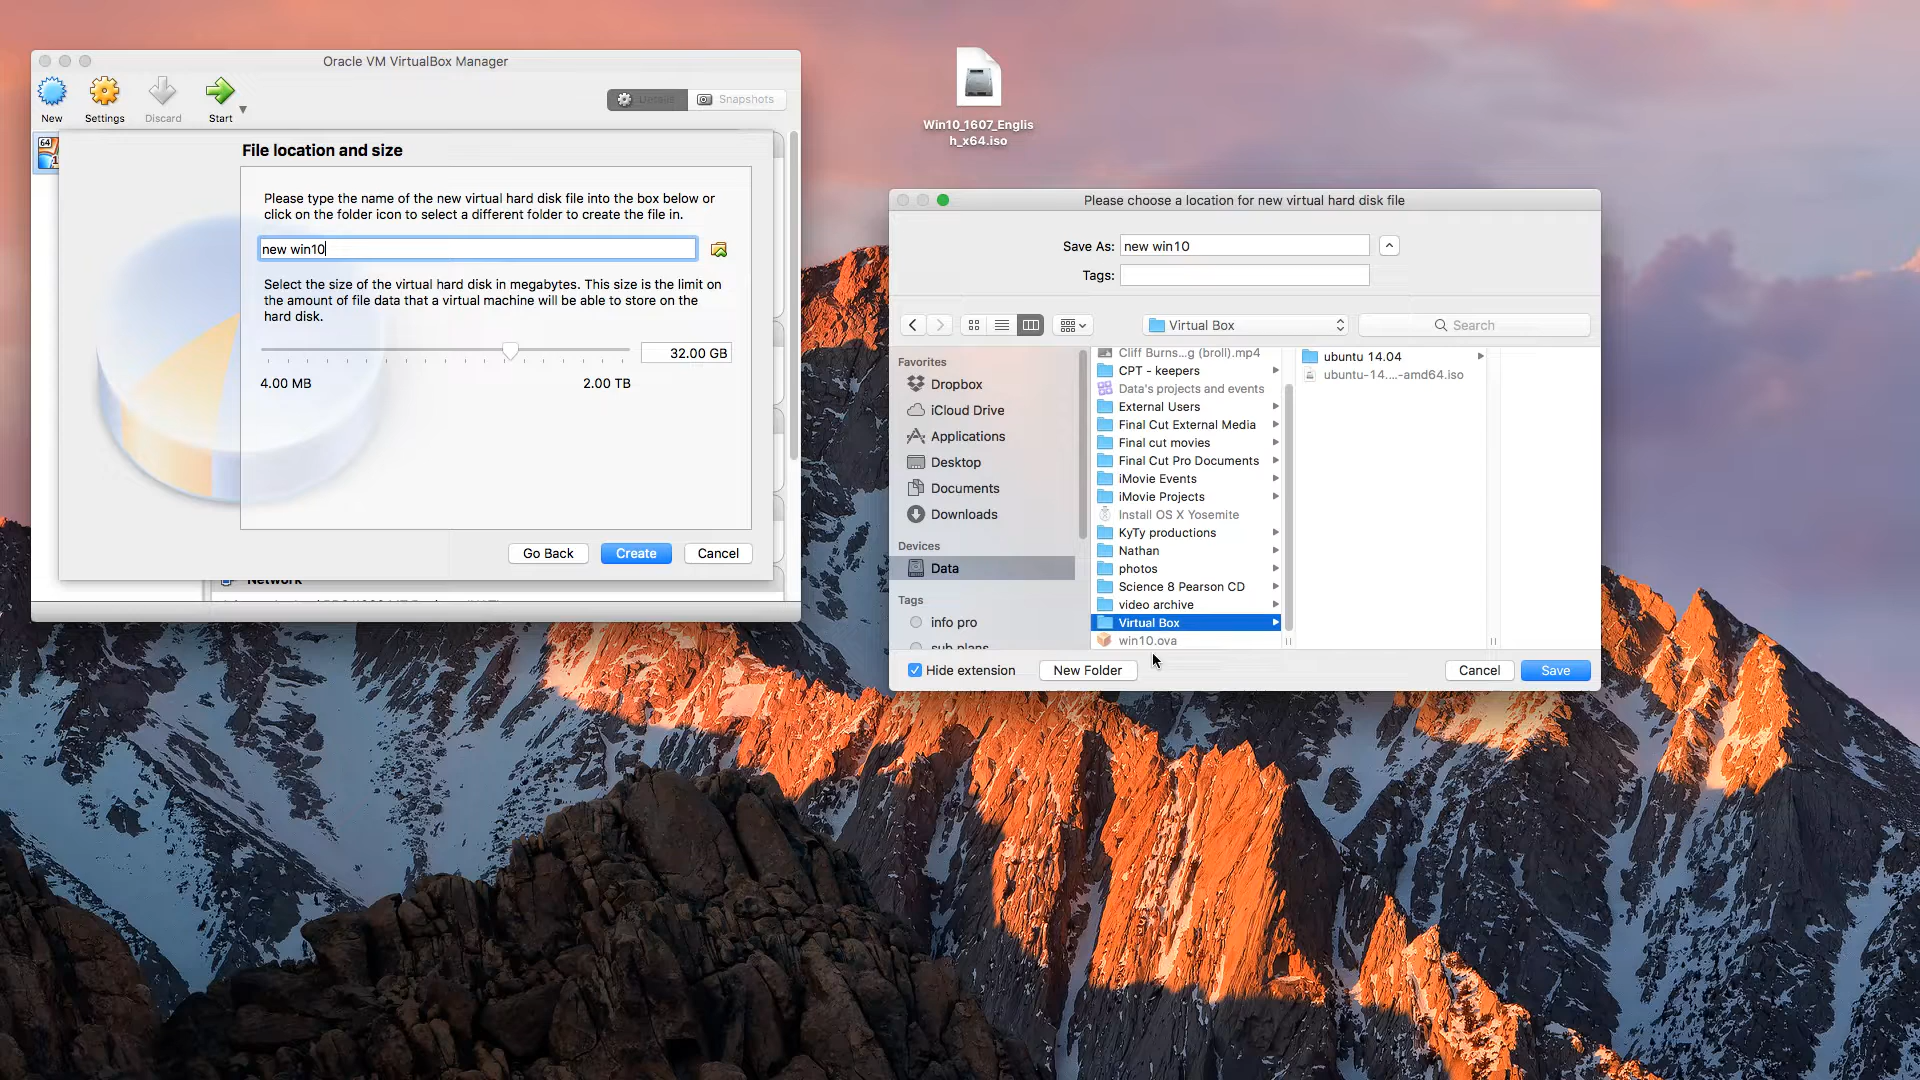 Oracle VM VirtualBox Manager
New
Settings
Discard
Start
Details
Snapshots
64
File location and size
Please type the name of the new virtual hard disk file into the box below or
click on the folder icon to select a different folder to create the file in.
new win10
Select the size of the virtual hard disk in megabytes. This size is the limit on
the amount of file data that a virtual machine will be able to store on the
hard disk.
32.00 GB
4.00 MB
2.00 TB
Go Back
Create
Cancel
Network
Win10_1607_Englis
h_x64.iso
Please choose a location for new virtual hard disk file
Save As:
new win10
Tags:
Virtual Box
Search
Favorites
Dropbox
iCloud Drive
Applications
Desktop
Documents
Downloads
Devices
Data
Tags
info pro
sub plans
Cliff Burns...g (broll).mp4
CPT - keepers
Data's projects and events
External Users
Final Cut External Media
Final cut movies
Final Cut Pro Documents
iMovie Events
iMovie Projects
Install OS X Yosemite
KyTy productions
Nathan
photos
Science 8 Pearson CD
video archive
Virtual Box
win10.ova
ubuntu 14.04
ubuntu-14....-amd64.iso
Hide extension
New Folder
Cancel
Save